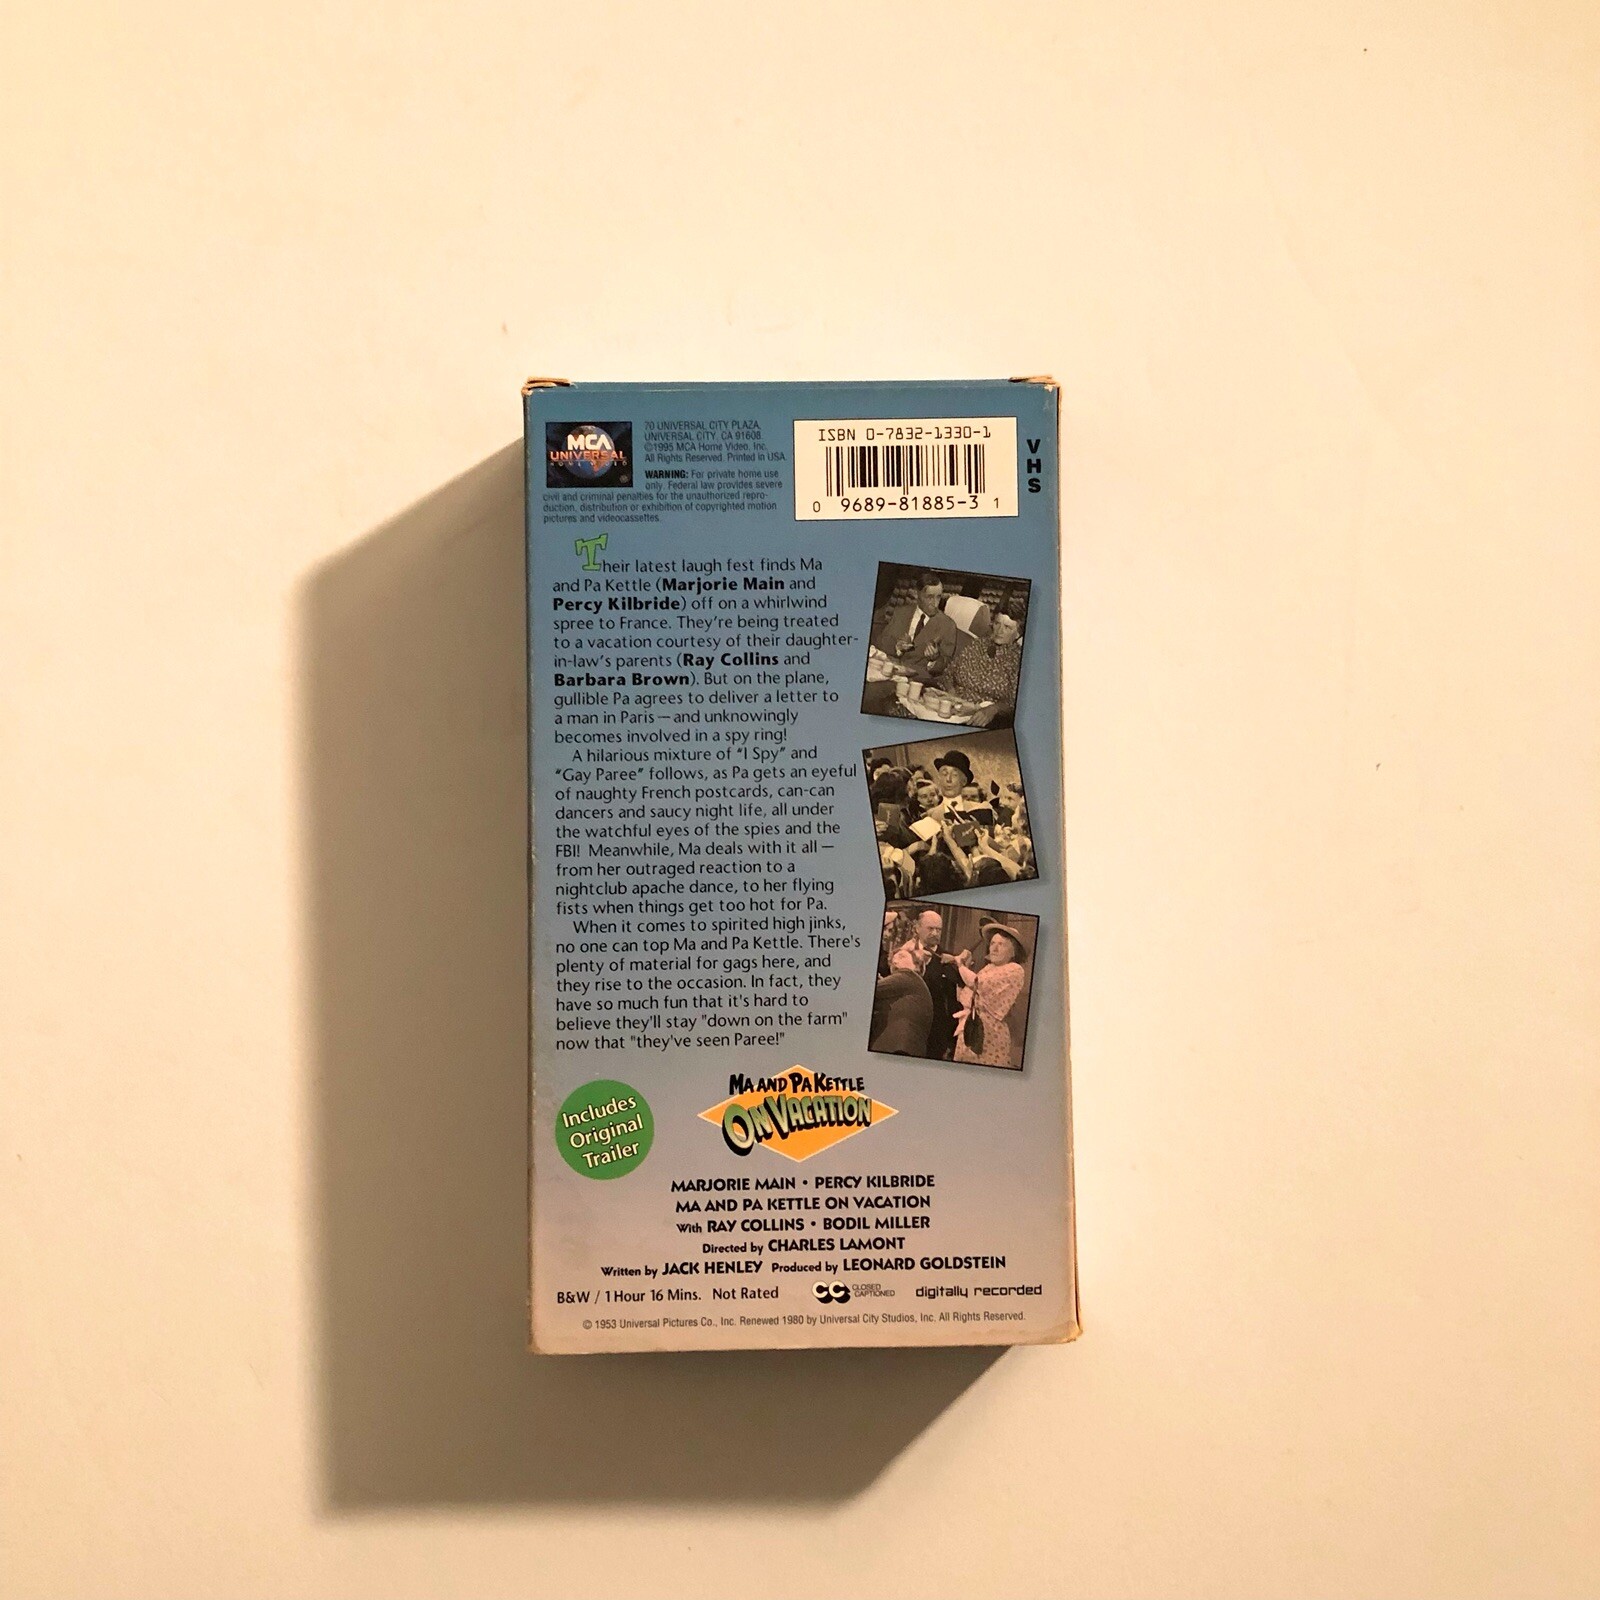 MCA
UNIVERSAL
HOME VIDEO
70 UNIVERSAL CITY PLAZA,
UNIVERSAL CITY, CA 91608.
©1995 MCA Home Video, Inc.
All Rights Reserved. Printed in USA.
WARNING: For private home use
only. Federal law provides severe
civil and criminal penalties for the unauthorized repro-
duction, distribution or exhibition of copyrighted motion
pictures and videocassettes.
ISBN 0-7832-1330-1
0 9689-81885-3 1
VHS
Their latest laugh fest finds Ma
and Pa Kettle (Marjorie Main and
Percy Kilbride) off on a whirlwind
spree to France. They're being treated
to a vacation courtesy of their daughter-
in-law's parents (Ray Collins and
Barbara Brown). But on the plane,
gullible Pa agrees to deliver a letter to
a man in Paris — and unknowingly
becomes involved in a spy ring!
A hilarious mixture of "I Spy" and
"Gay Paree" follows, as Pa gets an eyeful
of naughty French postcards, can-can
dancers and saucy night life, all under
the watchful eyes of the spies and the
FBI! Meanwhile, Ma deals with it all —
from her outraged reaction to a
nightclub apache dance, to her flying
fists when things get too hot for Pa.
When it comes to spirited high jinks,
no one can top Ma and Pa Kettle. There's
plenty of material for gags here, and
they rise to the occasion. In fact, they
have so much fun that it's hard to
believe they'll stay "down on the farm"
now that "they've seen Paree!"
Includes
Original
Trailer
MA AND PA KETTLE
ON VACATION
MARJORIE MAIN • PERCY KILBRIDE
MA AND PA KETTLE ON VACATION
With RAY COLLINS • BODIL MILLER
Directed by CHARLES LAMONT
Written by JACK HENLEY Produced by LEONARD GOLDSTEIN
B&W / 1 Hour 16 Mins. Not Rated CC CLOSED CAPTIONED digitally recorded
© 1953 Universal Pictures Co., Inc. Renewed 1980 by Universal City Studios, Inc. All Rights Reserved.